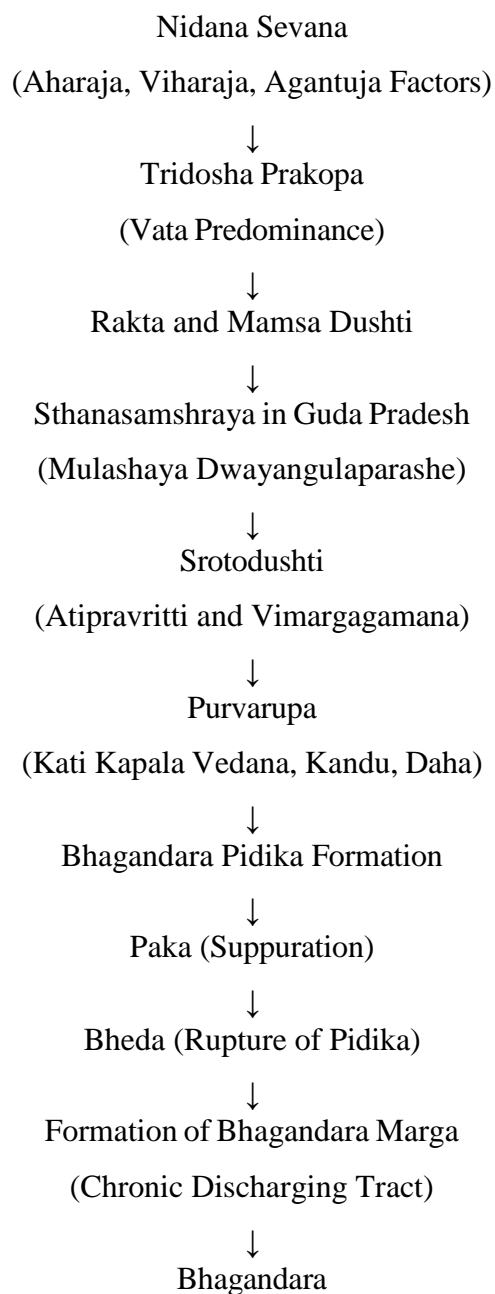 Nidana Sevana
(Aharaja, Viharaja, Agantuja Factors)
↓
Tridosha Prakopa
(Vata Predominance)
↓
Rakta and Mamsa Dushti
↓
Sthanasamshraya in Guda Pradesh
(Mulashaya Dwayangulaparashe)
↓
Srotodushti
(Atipravritti and Vimargagamana)
↓
Purvarupa
(Kati Kapala Vedana, Kandu, Daha)
↓
Bhagandara Pidika Formation
↓
Paka (Suppuration)
↓
Bheda (Rupture of Pidika)
↓
Formation of Bhagandara Marga
(Chronic Discharging Tract)
↓
Bhagandara